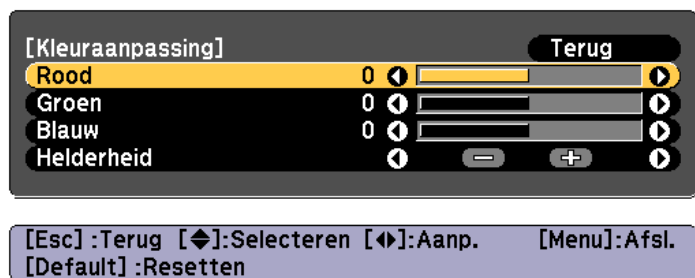 [Kleuraanpassing] Terug
Rood 0
Groen 0
Blauw 0
Helderheid − +
[Esc] :Terug [◆]:Selecteren [◀▶]:Aanp. [Menu]:Afsl.
[Default] :Resetten